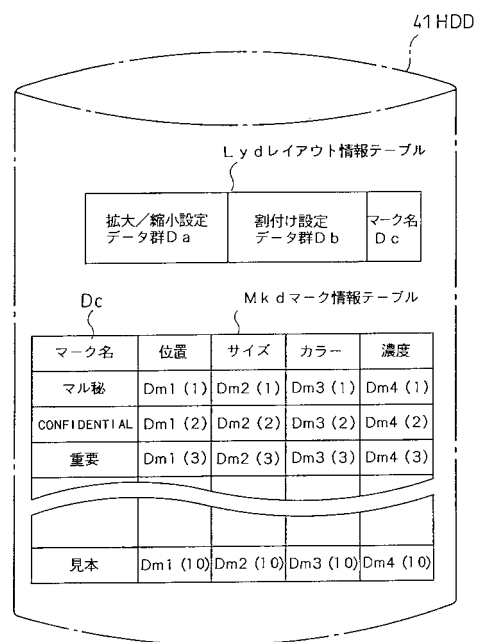 41 HDD
Lydレイアウト情報テーブル
拡大／縮小設定 割付け設定 マーク名
データ群Da データ群Db Dc
Dc Mkdマーク情報テーブル
マーク名 位置 サイズ カラー 濃度
マル秘 Dm1 (1) Dm2 (1) Dm3 (1) Dm4 (1)
CONFIDENTIAL Dm1 (2) Dm2 (2) Dm3 (2) Dm4 (2)
重要 Dm1 (3) Dm2 (3) Dm3 (3) Dm4 (3)
見本 Dm1 (10) Dm2 (10) Dm3 (10) Dm4 (10)